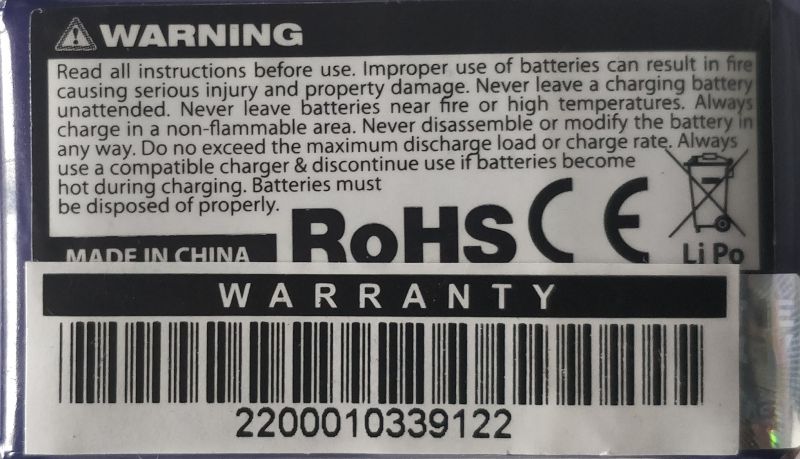 WARNING
Read all instructions before use. Improper use of batteries can result in fire
causing serious injury and property damage. Never leave a charging battery
unattended. Never leave batteries near fire or high temperatures. Always
charge in a non-flammable area. Never disassemble or modify the battery in
any way. Do no exceed the maximum discharge load or charge rate. Always
use a compatible charger & discontinue use if batteries become
hot during charging. Batteries must
be disposed of properly.
RoHS CE
MADE IN CHINA
Li Po
WARRANTY
2200010339122